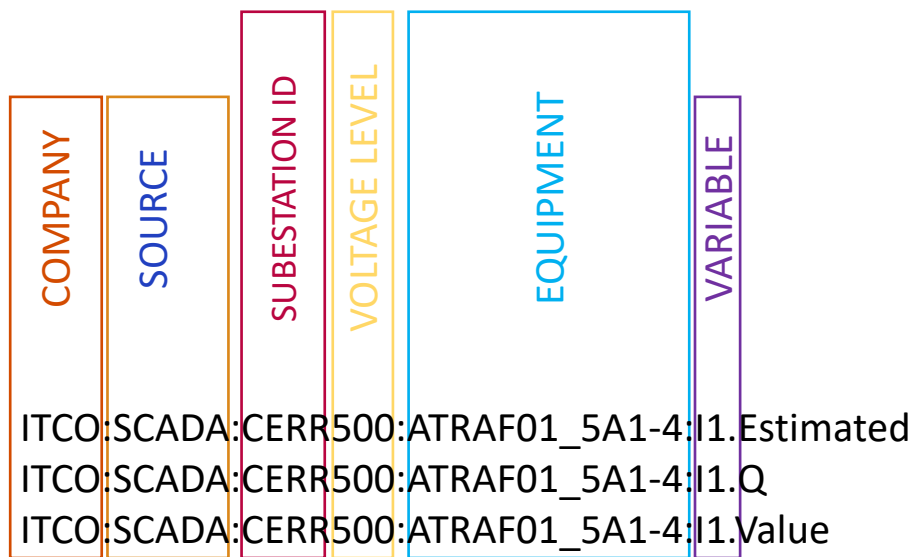 COMPANY
SOURCE
SUBESTATION ID
VOLTAGE LEVEL
EQUIPMENT
VARIABLE
ITCO:SCADA:CERR500:ATRAF01_5A1-4:I1.Estimated
ITCO:SCADA:CERR500:ATRAF01_5A1-4:I1.Q
ITCO:SCADA:CERR500:ATRAF01_5A1-4:I1.Value